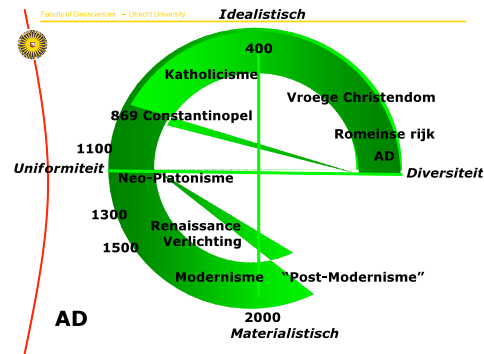 Faculty of Geosciences – Utrecht University
Idealistisch
400
Katholicisme
Vroege Christendom
869 Constantinopel
Romeinse rijk
1100
AD
Uniformiteit
Diversiteit
Neo-Platonisme
1300
Renaissance
Verlichting
1500
Modernisme
“Post-Modernisme”
AD
2000
Materialistisch